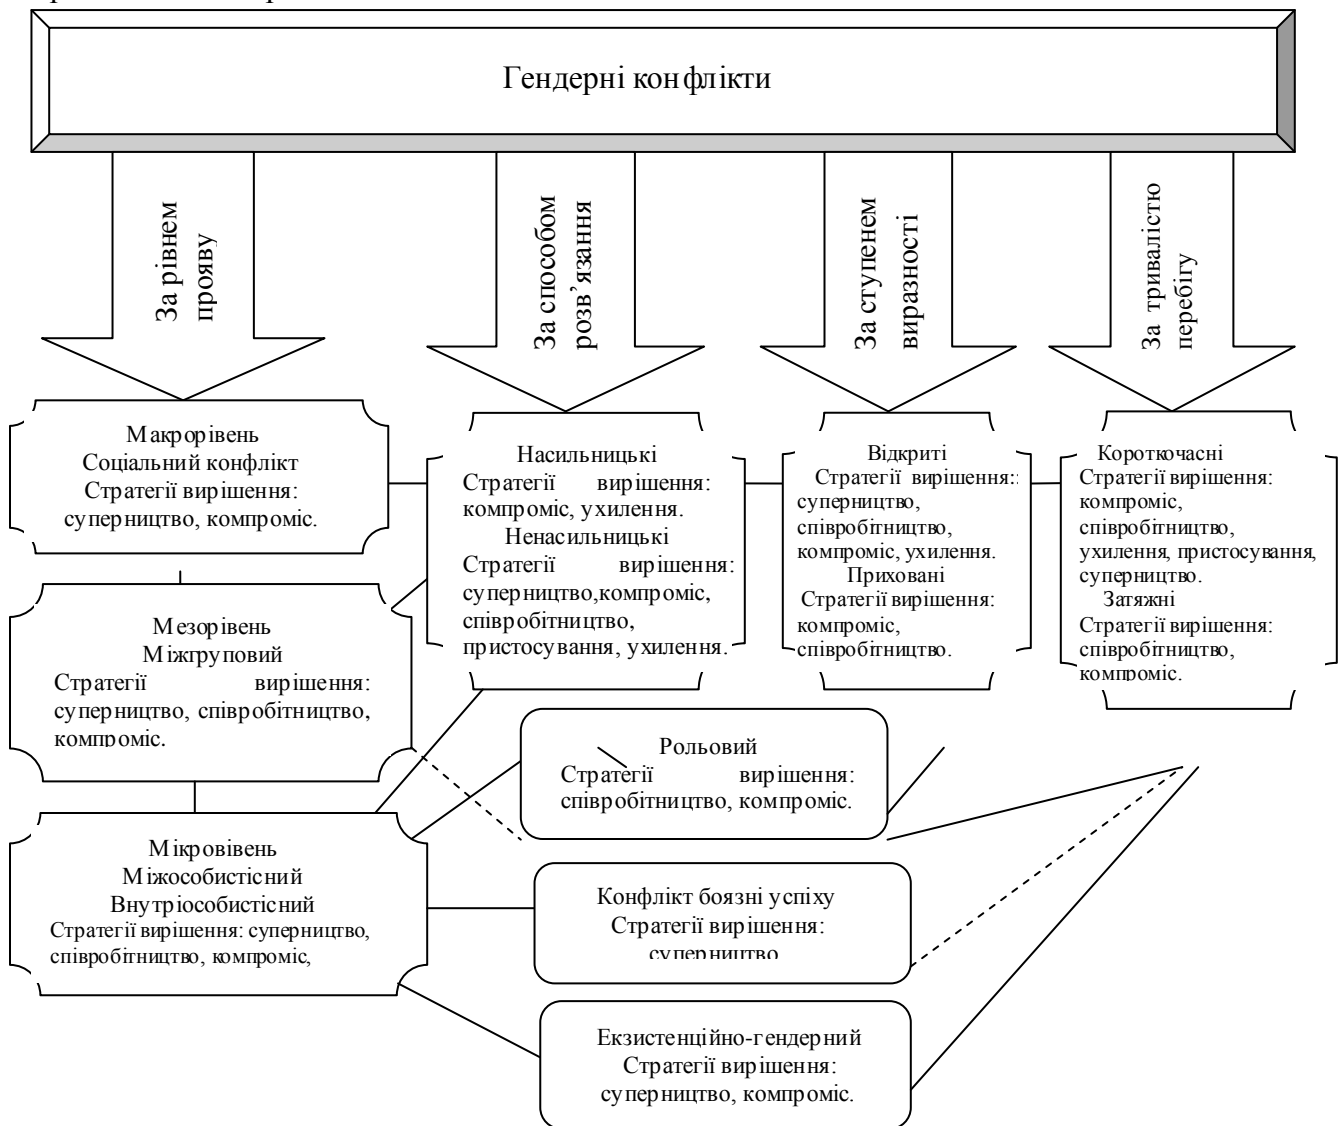 Гендерні конфлікти
За рівнем
прояву
За способом
розв’язання
За ступенем
виразності
За тривалістю
перебігу
Макрорівень
Соціальний конфлікт
Стратегії вирішення:
суперництво, компроміс.
Насильницькі
Стратегії вирішення:
компроміс, ухилення.
Ненасильницькі
Стратегії вирішення:
суперництво,компроміс,
співробітництво,
пристосування, ухилення.
Відкриті
Стратегії вирішення::
суперництво,
співробітництво,
компроміс, ухилення.
Приховані
Стратегії вирішення:
компроміс,
співробітництво.
Короткочасні
Стратегії вирішення:
компроміс,
співробітництво,
ухилення, пристосування,
суперництво.
Затяжні
Стратегії вирішення:
співробітництво,
компроміс.
Мезорівень
Міжгруповий
Стратегії вирішення:
суперництво, співробітництво,
компроміс.
Рольовий
Стратегії вирішення:
співробітництво, компроміс.
Мікровівень
Міжособистісний
Внутріособистісний
Стратегії вирішення: суперництво,
співробітництво, компроміс,
Конфлікт боязні успіху
Стратегії вирішення:
суперництво
Екзистенційно-гендерний
Стратегії вирішення:
суперництво, компроміс.